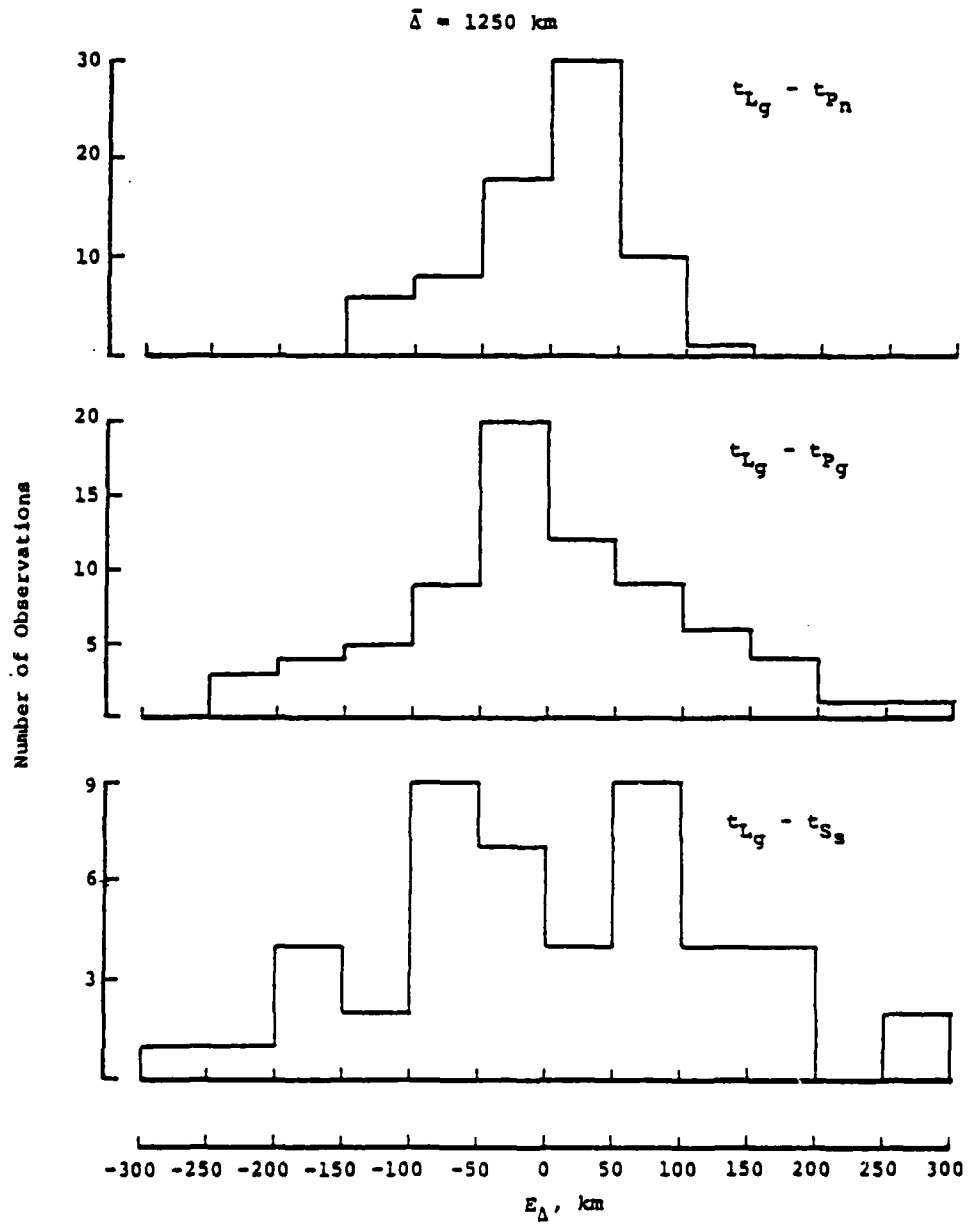 Δ̄ = 1250 km
30
20
10
t_Lg - t_Pn
Number of Observations
20
15
10
5
t_Lg - t_Pg
9
6
3
t_Lg - t_Ss
-300 -250 -200 -150 -100 -50 0 50 100 150 200 250 300
E_Δ, km